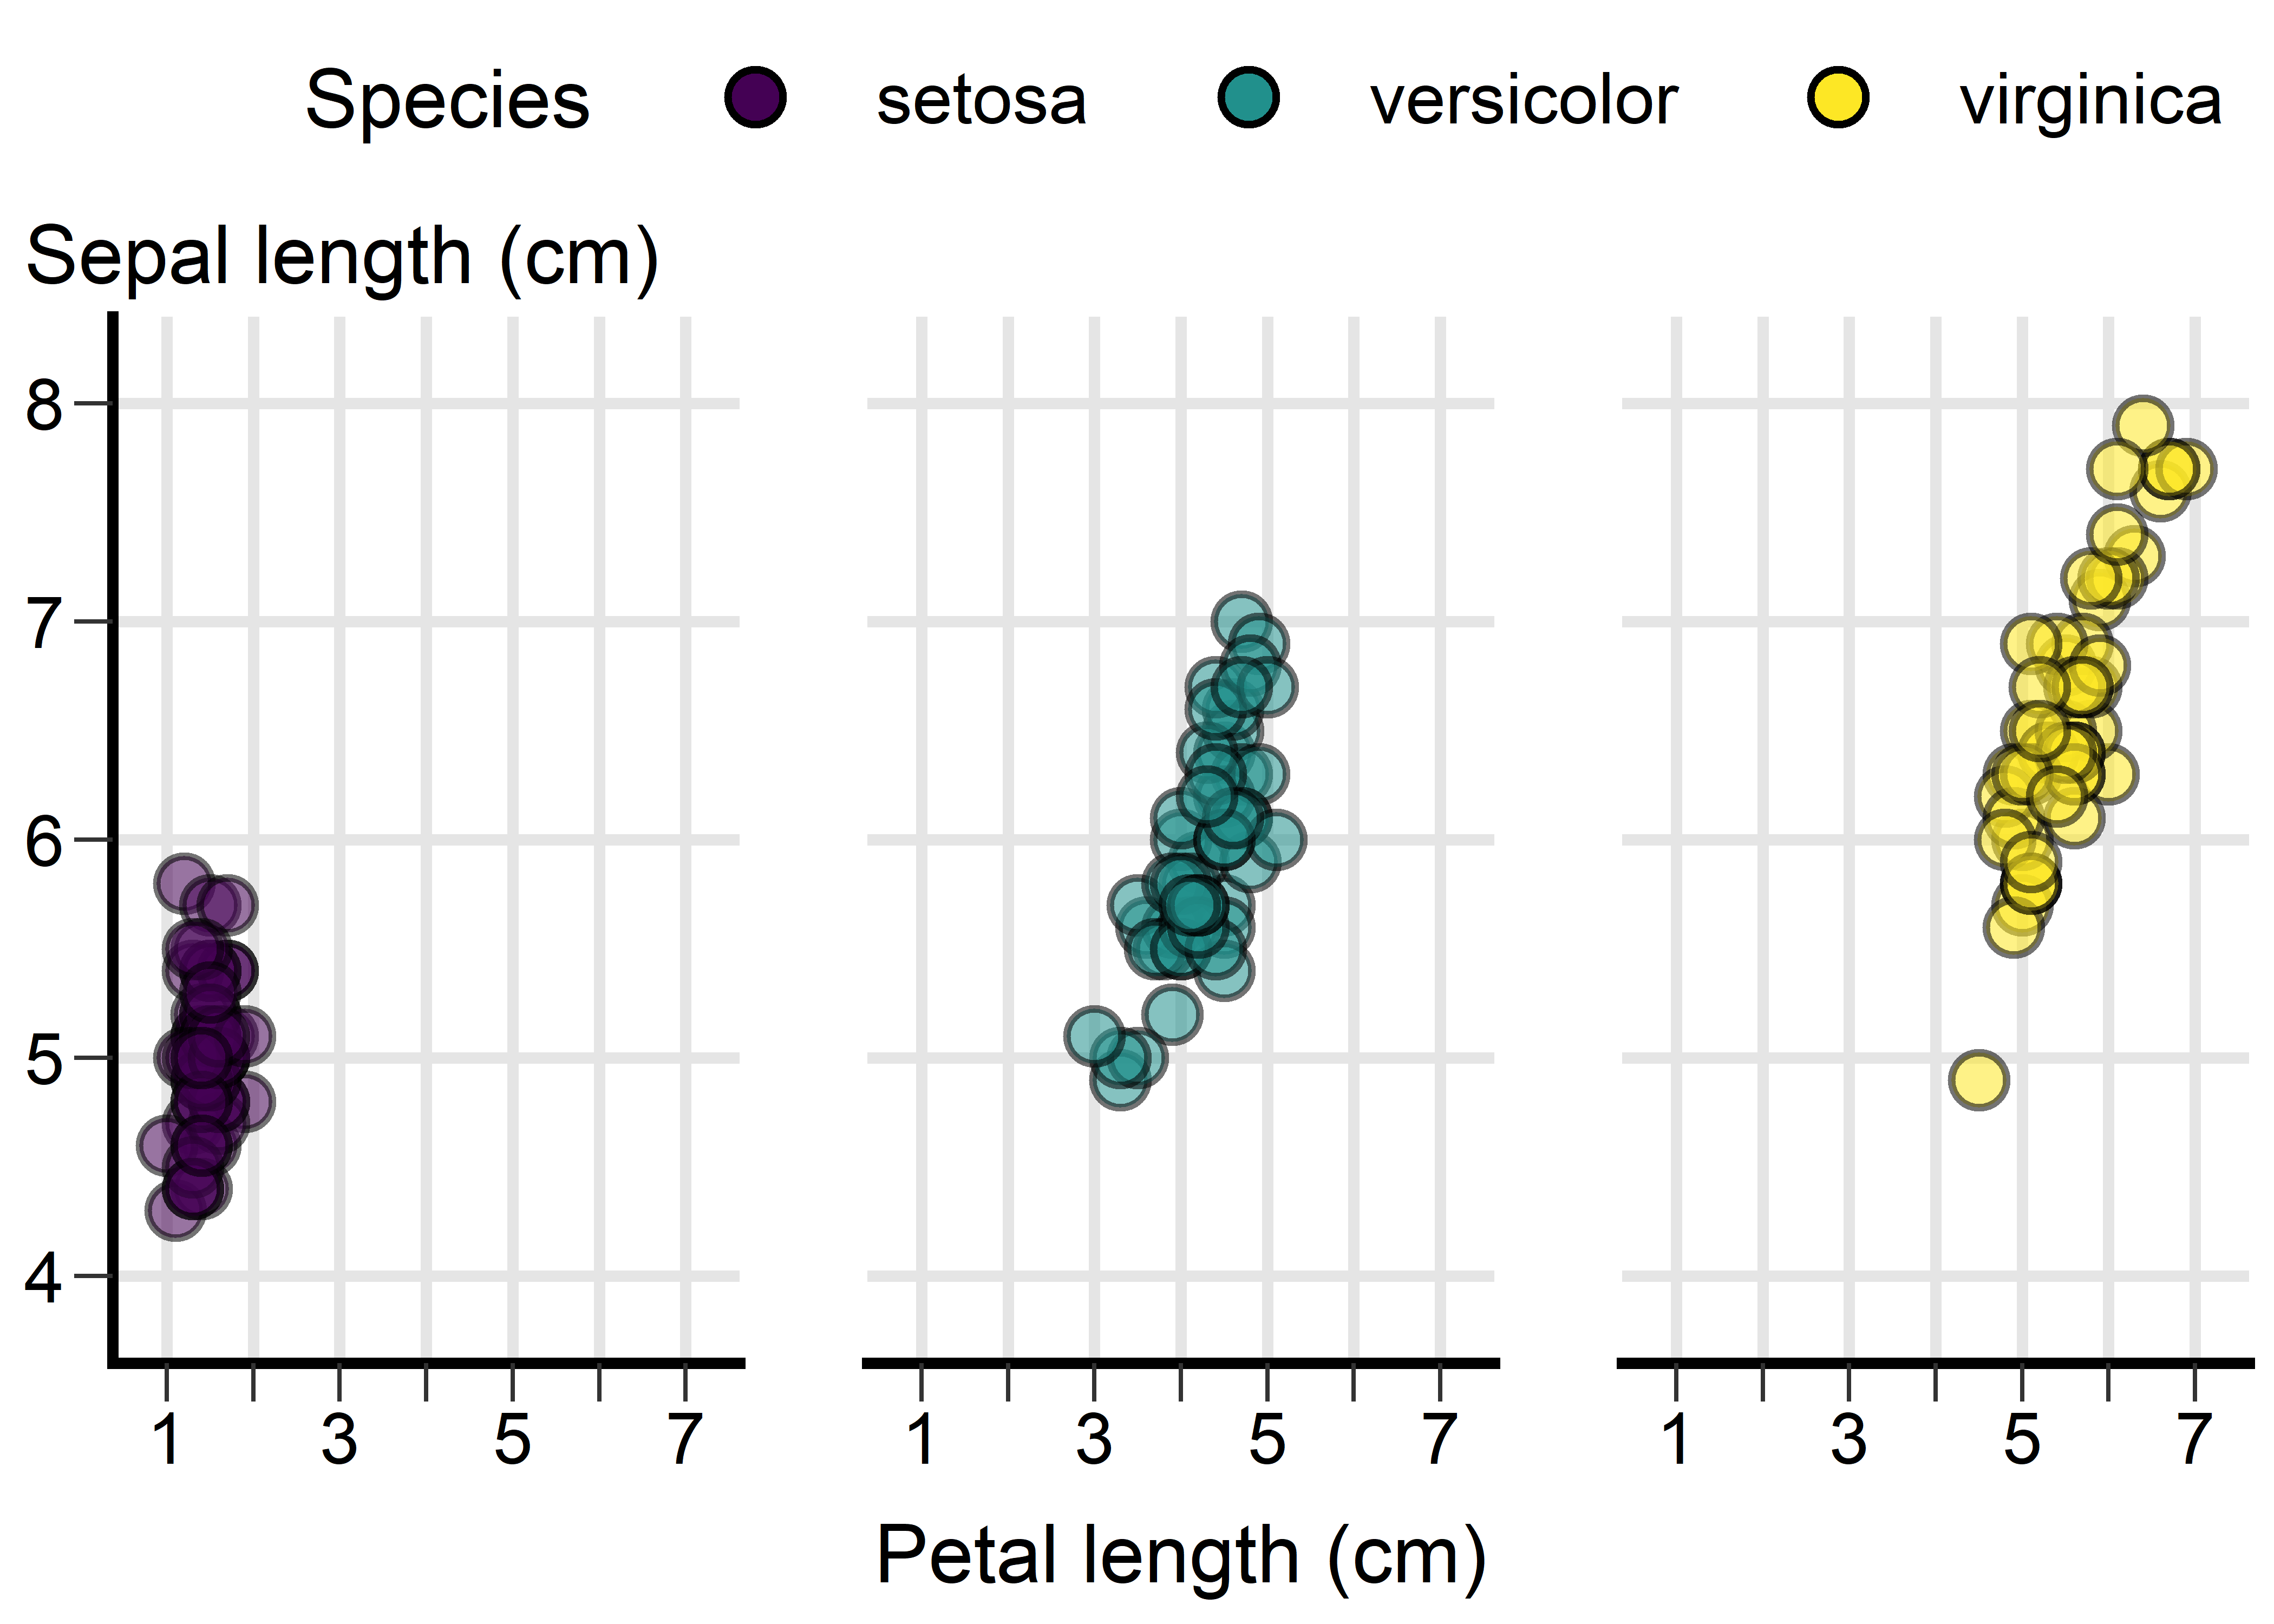 Species setosa versicolor virginica
Sepal length (cm)
8
7
6
5
4
1 3 5 7 1 3 5 7 1 3 5 7
Petal length (cm)